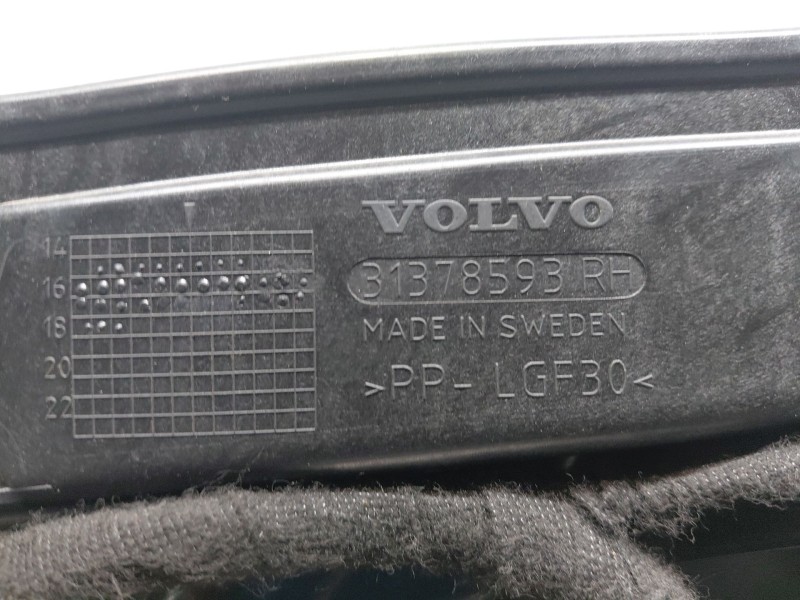 VOLVO
31378593 RH
MADE IN SWEDEN
>PP- LGF30<
14
16
18
20
22